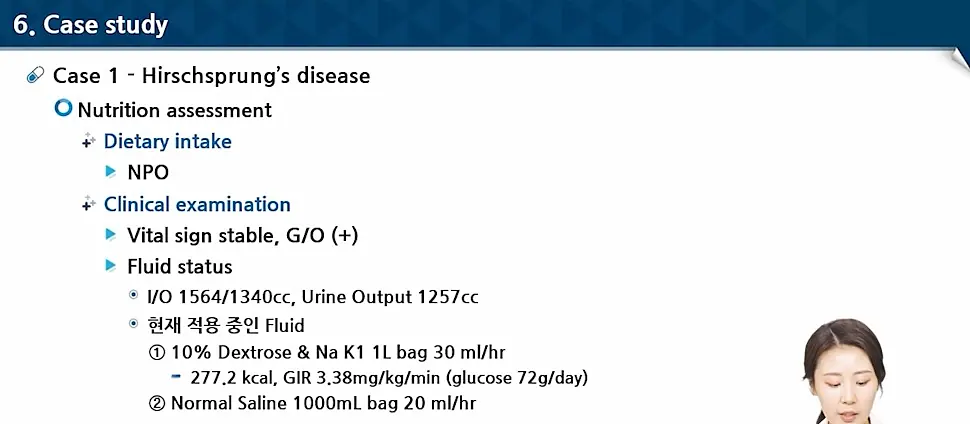 6. Case study
Case 1 - Hirschsprung's disease
Nutrition assessment
Dietary intake
NPO
Clinical examination
Vital sign stable, G/O (+)
Fluid status
I/O 1564/1340cc, Urine Output 1257cc
현재 적용 중인 Fluid
① 10% Dextrose & Na K1 1L bag 30 ml/hr
- 277.2 kcal, GIR 3.38mg/kg/min (glucose 72g/day)
② Normal Saline 1000mL bag 20 ml/hr